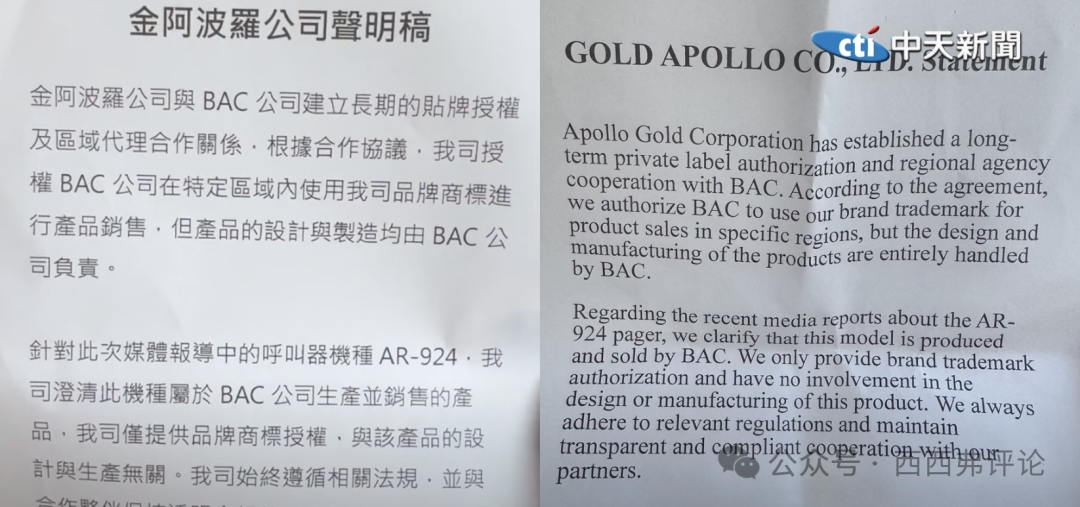 金阿波羅公司聲明稿
金阿波羅公司與 BAC 公司建立長期的貼牌授權
及區域代理合作關係，根據合作協議，我司授
權 BAC 公司在特定區域內使用我司品牌商標進
行產品銷售，但產品的設計與製造均由 BAC 公
司負責。
針對此次媒體報導中的呼叫器機種 AR-924，我
司澄清此機種屬於 BAC 公司生產並銷售的產
品，我司僅提供品牌商標授權，與該產品的設
計與生產無關。我司始終遵循相關法規，並與
cti 中天新聞
GOLD APOLLO CO., LTD. Statement
Apollo Gold Corporation has established a long-
term private label authorization and regional agency
cooperation with BAC. According to the agreement,
we authorize BAC to use our brand trademark for
product sales in specific regions, but the design and
manufacturing of the products are entirely handled
by BAC.
Regarding the recent media reports about the AR-
924 pager, we clarify that this model is produced
and sold by BAC. We only provide brand trademark
authorization and have no involvement in the
design or manufacturing of this product. We always
adhere to relevant regulations and maintain
transparent and compliant cooperation with our
partners.
公众号·西西弗评论